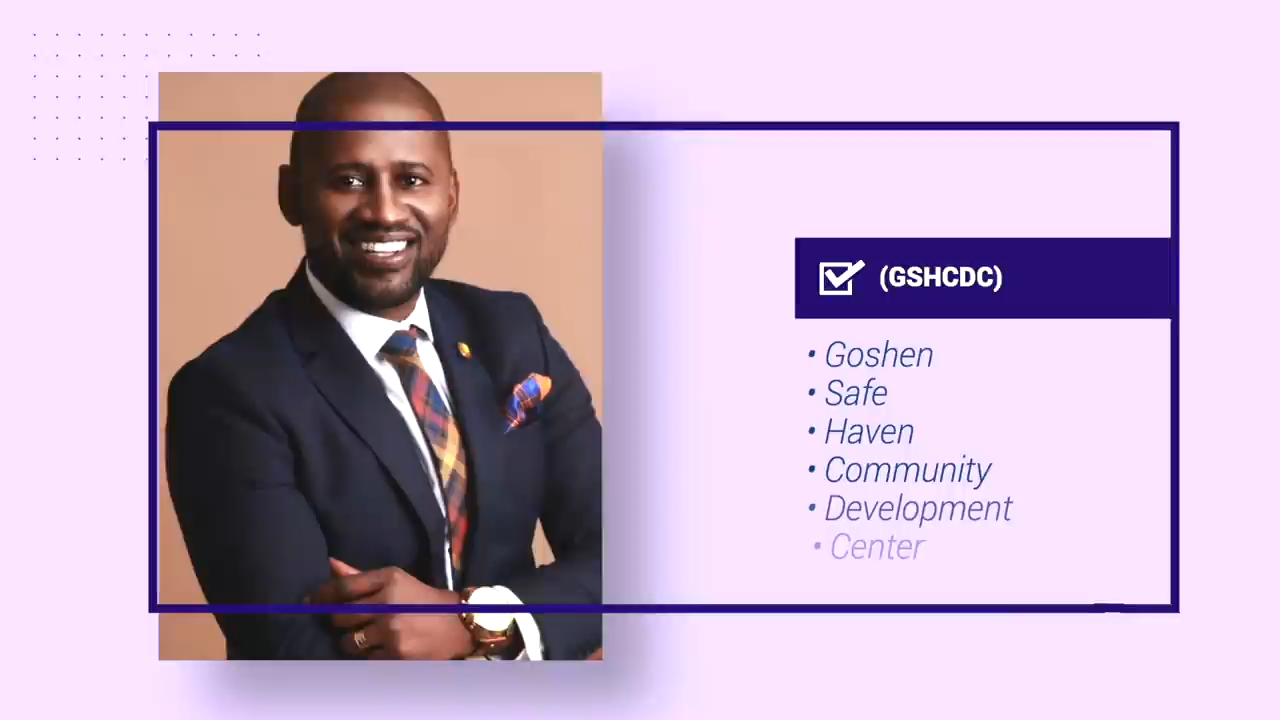 (GSHCDC)
• Goshen
• Safe
• Haven
• Community
• Development
• Center